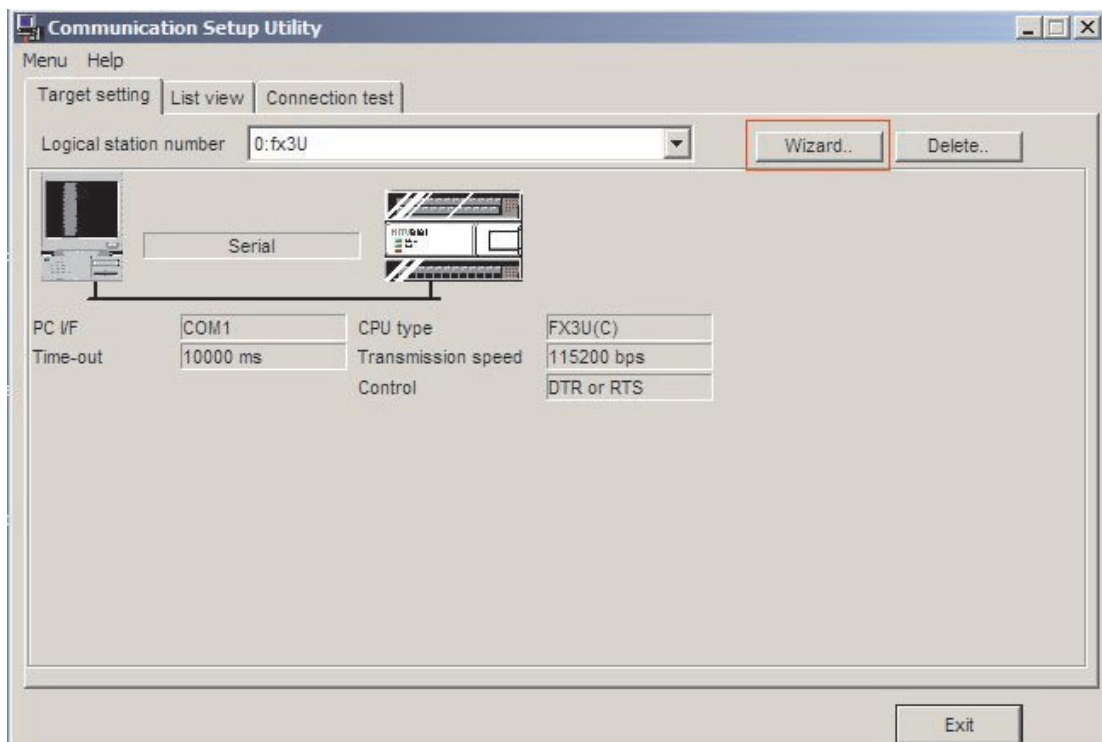 Communication Setup Utility
Menu Help
Target setting List view Connection test
Logical station number 0:fx3U Wizard.. Delete..
Serial
PC I/F COM1 CPU type FX3U(C)
Time-out 10000 ms Transmission speed 115200 bps
Control DTR or RTS
Exit